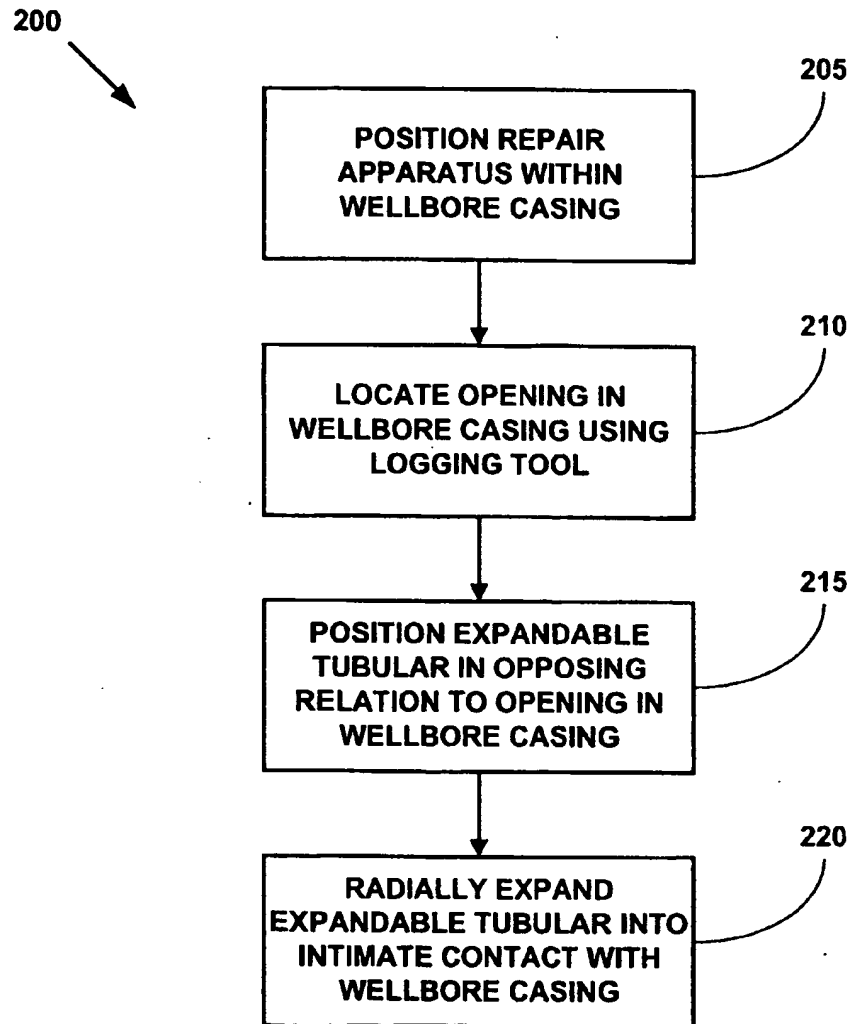 200
205
POSITION REPAIR
APPARATUS WITHIN
WELLBORE CASING
210
LOCATE OPENING IN
WELLBORE CASING USING
LOGGING TOOL
215
POSITION EXPANDABLE
TUBULAR IN OPPOSING
RELATION TO OPENING IN
WELLBORE CASING
220
RADIALLY EXPAND
EXPANDABLE TUBULAR INTO
INTIMATE CONTACT WITH
WELLBORE CASING